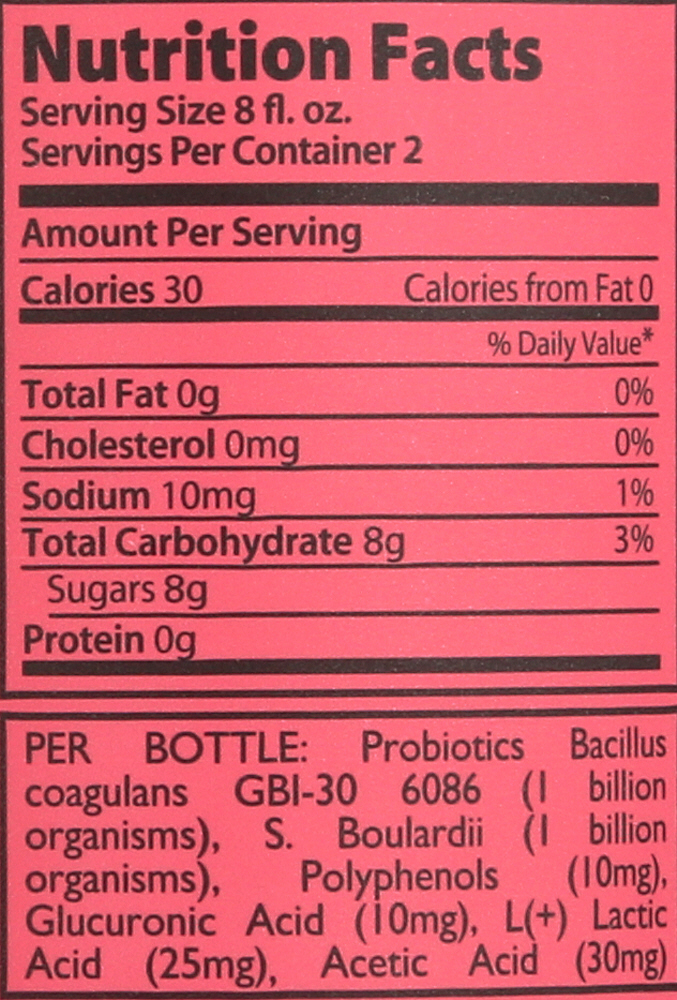 Nutrition Facts
Serving Size 8 fl. oz.
Servings Per Container 2
Amount Per Serving
Calories 30 Calories from Fat 0
% Daily Value*
Total Fat 0g 0%
Cholesterol 0mg 0%
Sodium 10mg 1%
Total Carbohydrate 8g 3%
Sugars 8g
Protein 0g
PER BOTTLE: Probiotics Bacillus
coagulans GBI-30 6086 (1 billion
organisms), S. Boulardii (1 billion
organisms), Polyphenols (10mg),
Glucuronic Acid (10mg), L(+) Lactic
Acid (25mg), Acetic Acid (30mg)